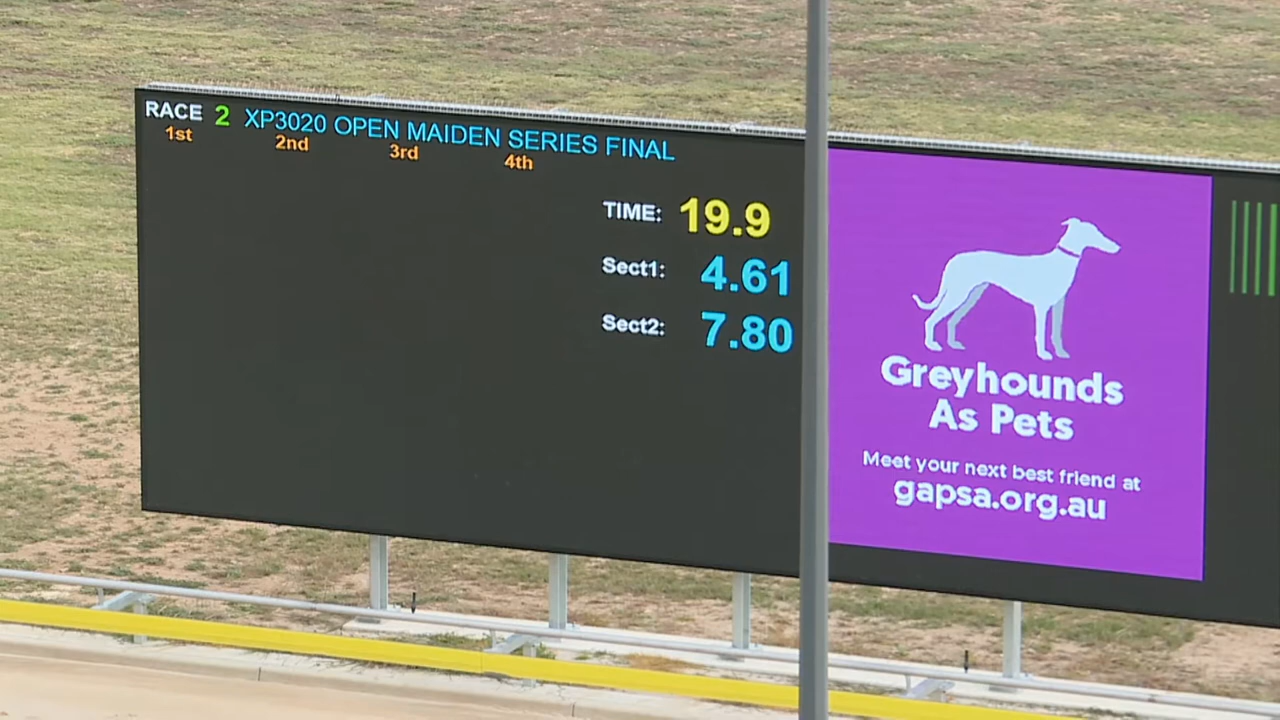 RACE 2 XP3020 OPEN MAIDEN SERIES FINAL
1st 2nd 3rd 4th
TIME: 19.9
Sect1: 4.61
Sect2: 7.80
Greyhounds
As Pets
Meet your next best friend at
gapsa.org.au